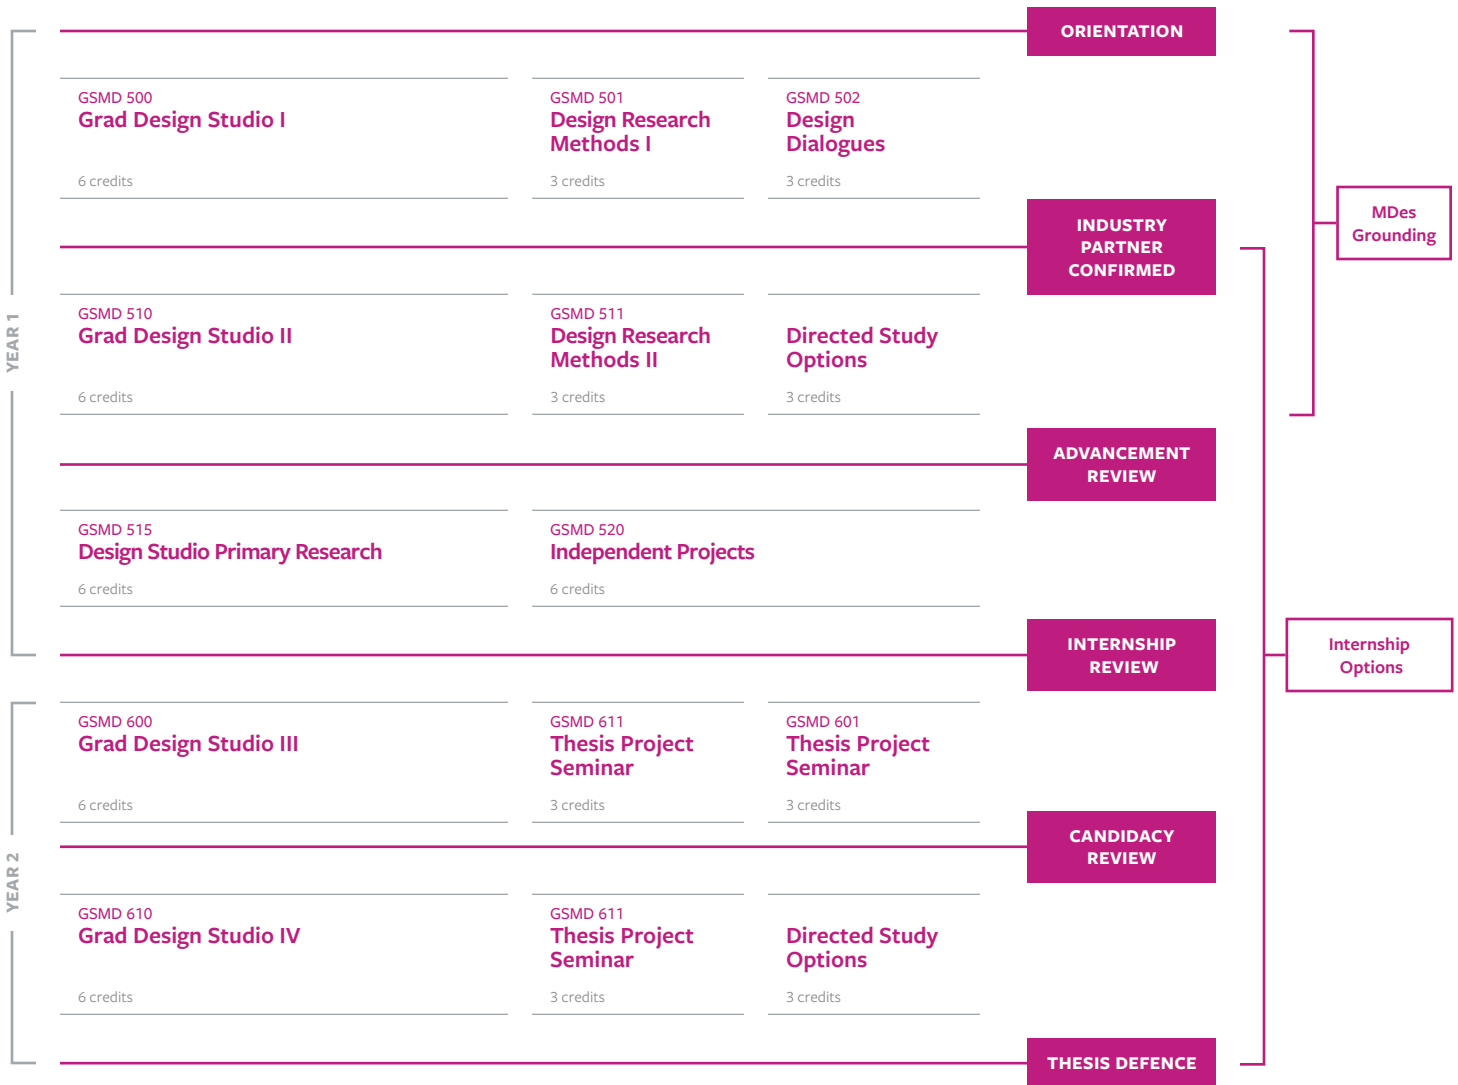 ORIENTATION
GSMD 500
Grad Design Studio I
6 credits
GSMD 501
Design Research
Methods I
3 credits
GSMD 502
Design
Dialogues
3 credits
INDUSTRY
PARTNER
CONFIRMED
MDes
Grounding
YEAR 1
GSMD 510
Grad Design Studio II
6 credits
GSMD 511
Design Research
Methods II
3 credits
Directed Study
Options
3 credits
ADVANCEMENT
REVIEW
GSMD 515
Design Studio Primary Research
6 credits
GSMD 520
Independent Projects
6 credits
INTERNSHIP
REVIEW
Internship
Options
GSMD 600
Grad Design Studio III
6 credits
GSMD 611
Thesis Project
Seminar
3 credits
GSMD 601
Thesis Project
Seminar
3 credits
CANDIDACY
REVIEW
YEAR 2
GSMD 610
Grad Design Studio IV
6 credits
GSMD 611
Thesis Project
Seminar
3 credits
Directed Study
Options
3 credits
THESIS DEFENCE